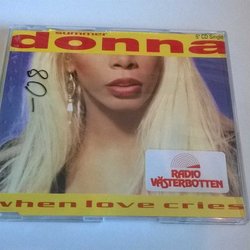 summer
donna
5" CD Single
-08
RADIO
VÄSTERBOTTEN
when love cries